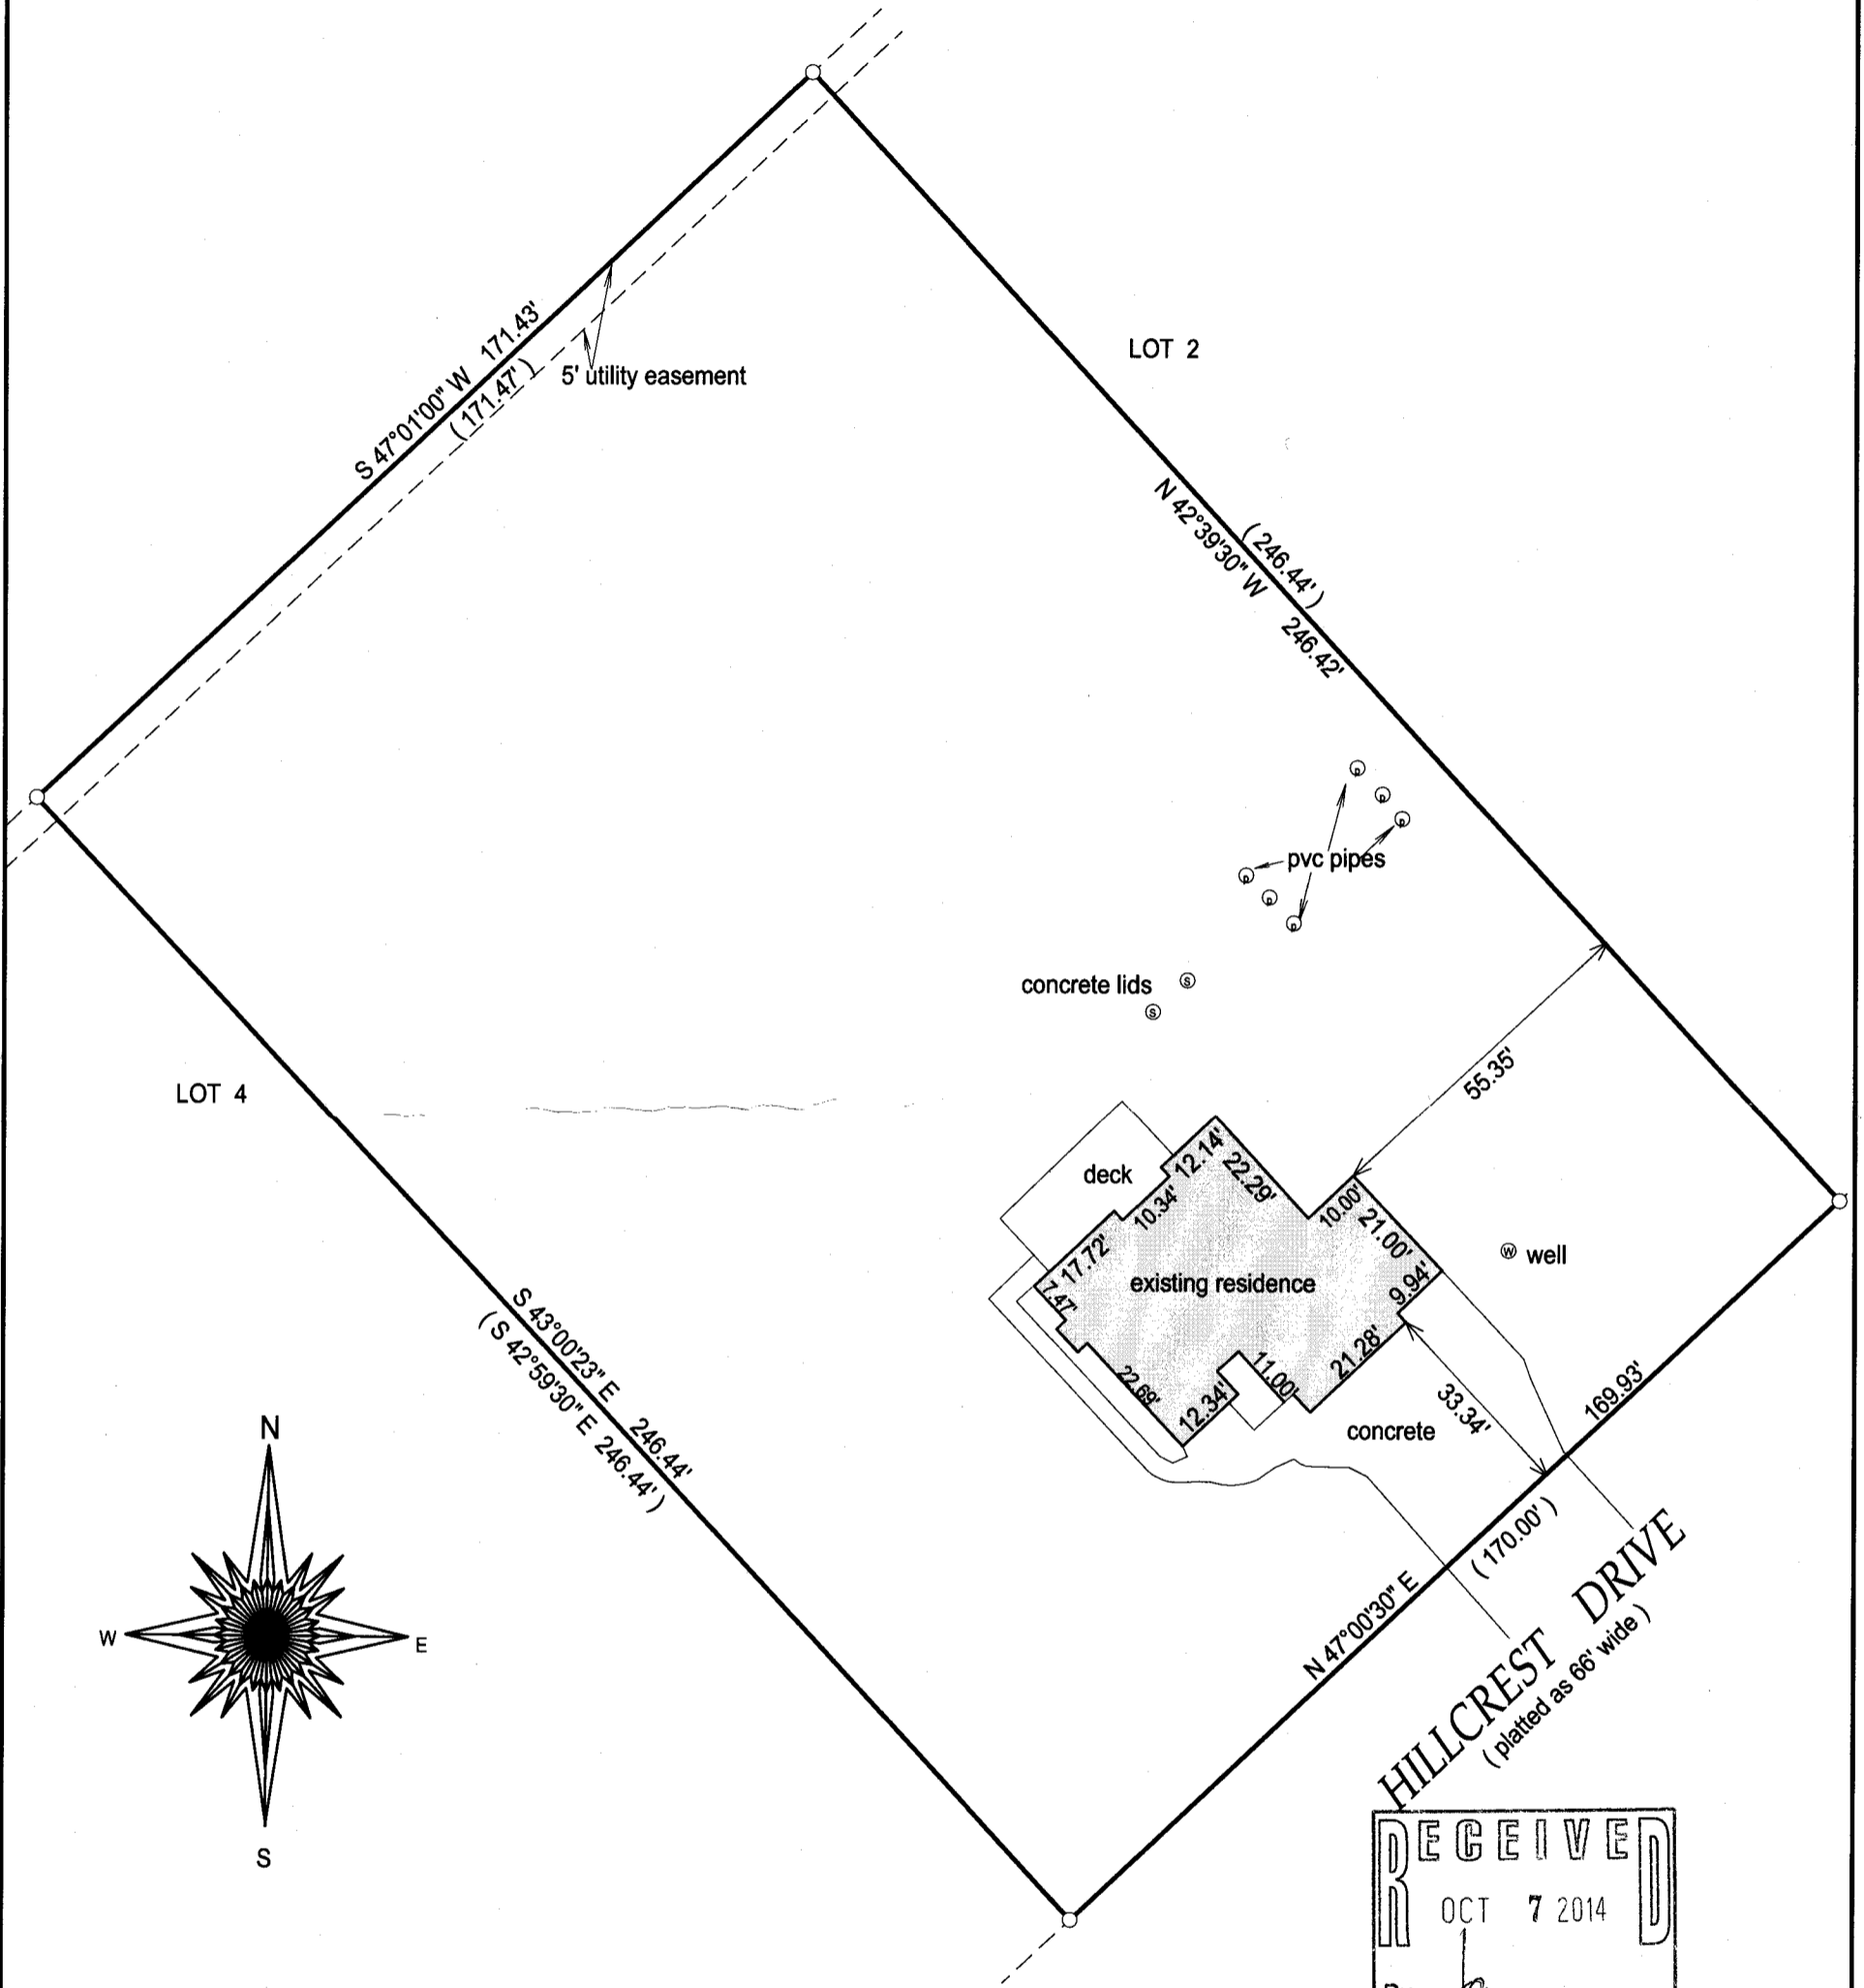 S 47°01'00" W 171.43'
( 171.47' )
5' utility easement
LOT 2
( 246.44' )
N 42°39'30" W 246.42'
p
p
p
pvc pipes
p
p
p
concrete lids
S
S
55.35'
LOT 4
deck
12.14'
22.29'
10.34'
10.00'
21.00'
17.72'
W well
existing residence
7.47'
9.94'
21.28'
11.00'
22.69'
12.34'
33.34'
concrete
169.93'
S 43°00'23" E 246.44'
( S 42°59'30" E 246.44' )
N
W
E
S
( 170.00' )
N 47°00'30" E
HILLCREST DRIVE
( platted as 66' wide )
RECEIVED
OCT 7 2014